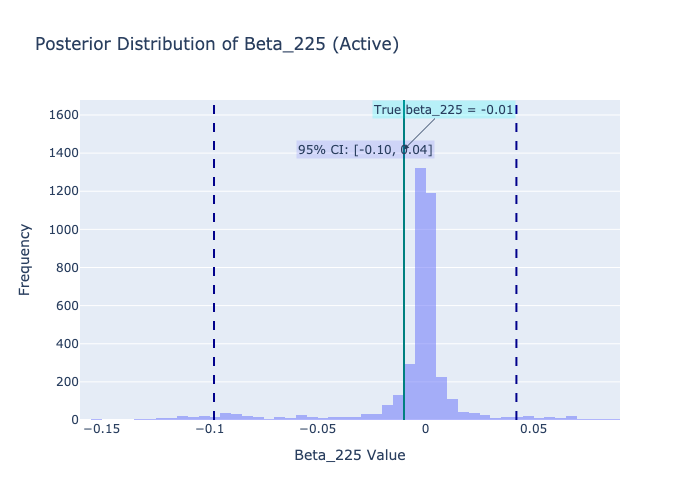 Posterior Distribution of Beta_225 (Active)
True beta_225 = -0.01
95% CI: [-0.10, 0.04]
1600
1400
1200
1000
800
600
400
200
0
Frequency
−0.15
−0.1
−0.05
0
0.05
Beta_225 Value